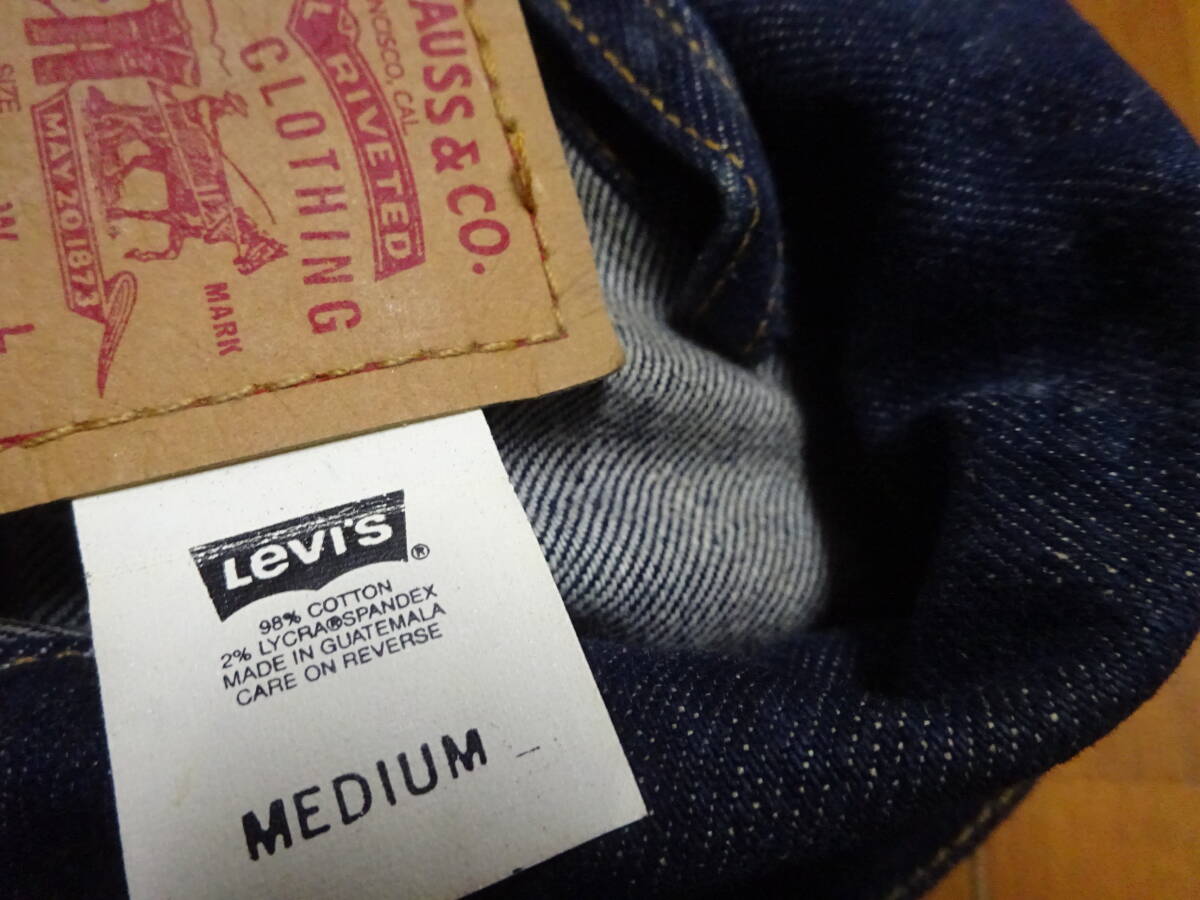 AUSS & CO.
NCISCO, CAL
RIVETED
CLOTHING
MARK
MAY 20 1873
SIZE
W
L
Levi's®
98% COTTON
2% LYCRA®SPANDEX
MADE IN GUATEMALA
CARE ON REVERSE
MEDIUM